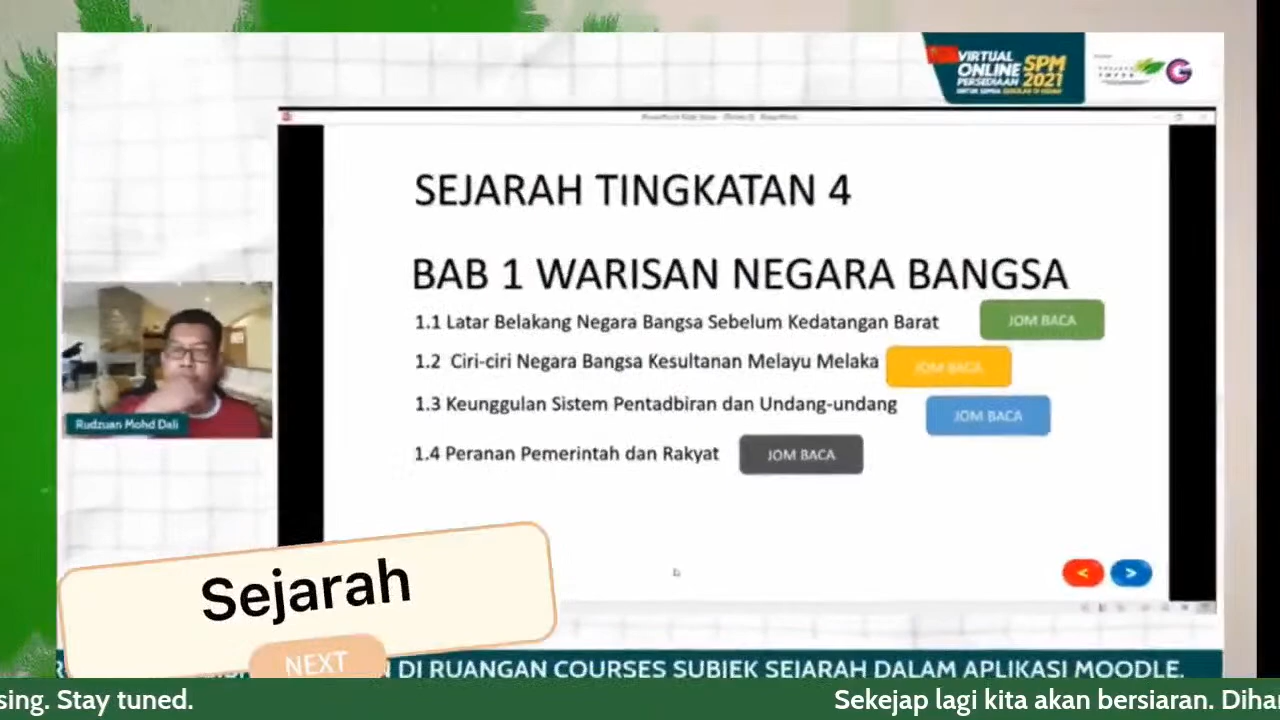 VIRTUAL
ONLINE
PERSEDIAAN
SPM
2021
SEJARAH TINGKATAN 4
BAB 1 WARISAN NEGARA BANGSA
1.1 Latar Belakang Negara Bangsa Sebelum Kedatangan Barat JOM BACA
1.2 Ciri-ciri Negara Bangsa Kesultanan Melayu Melaka JOM BACA
1.3 Keunggulan Sistem Pentadbiran dan Undang-undang JOM BACA
1.4 Peranan Pemerintah dan Rakyat JOM BACA
Rudzuan Mohd Dali
< >
Sejarah
NEXT
DI RUANGAN COURSES SUBJEK SEJARAH DALAM APLIKASI MOODLE.
sing. Stay tuned. Sekejap lagi kita akan bersiaran. Dihar